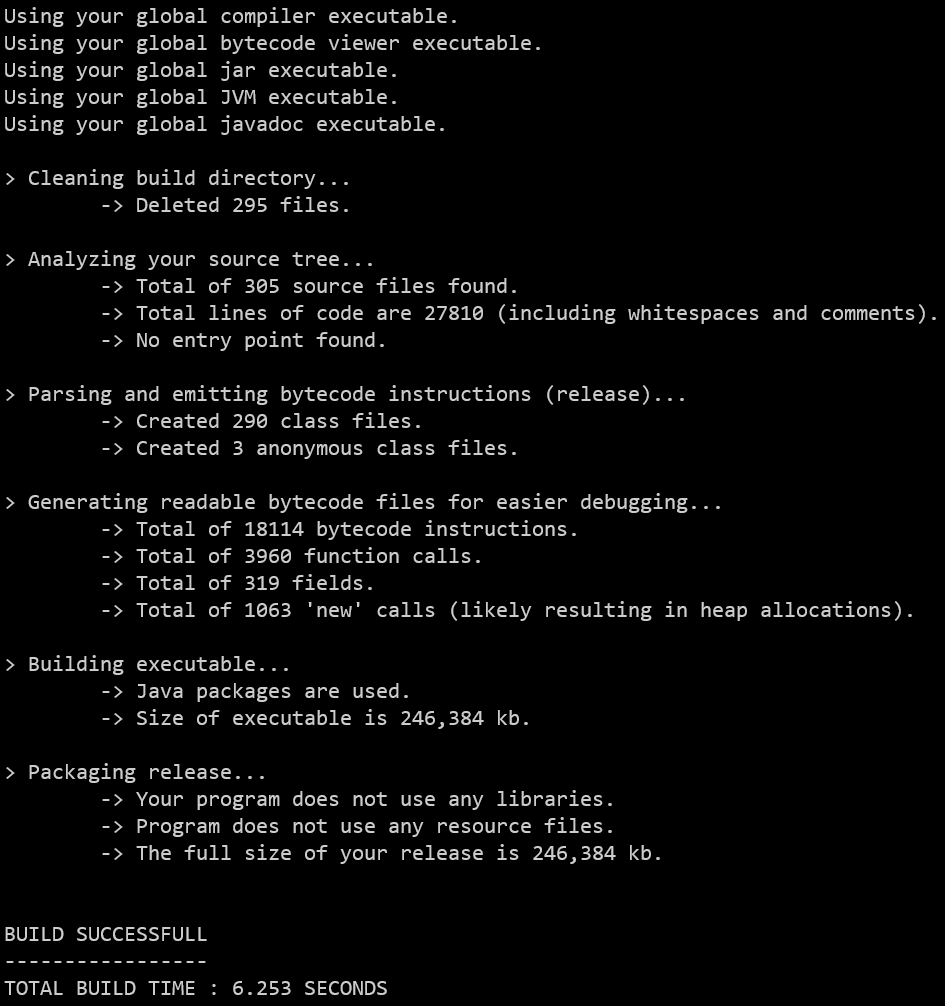 Using your global compiler executable.
Using your global bytecode viewer executable.
Using your global jar executable.
Using your global JVM executable.
Using your global javadoc executable.
> Cleaning build directory...
-> Deleted 295 files.
> Analyzing your source tree...
-> Total of 305 source files found.
-> Total lines of code are 27810 (including whitespaces and comments).
-> No entry point found.
> Parsing and emitting bytecode instructions (release)...
-> Created 290 class files.
-> Created 3 anonymous class files.
> Generating readable bytecode files for easier debugging...
-> Total of 18114 bytecode instructions.
-> Total of 3960 function calls.
-> Total of 319 fields.
-> Total of 1063 'new' calls (likely resulting in heap allocations).
> Building executable...
-> Java packages are used.
-> Size of executable is 246,384 kb.
> Packaging release...
-> Your program does not use any libraries.
-> Program does not use any resource files.
-> The full size of your release is 246,384 kb.
BUILD SUCCESSFULL
-----------------
TOTAL BUILD TIME : 6.253 SECONDS